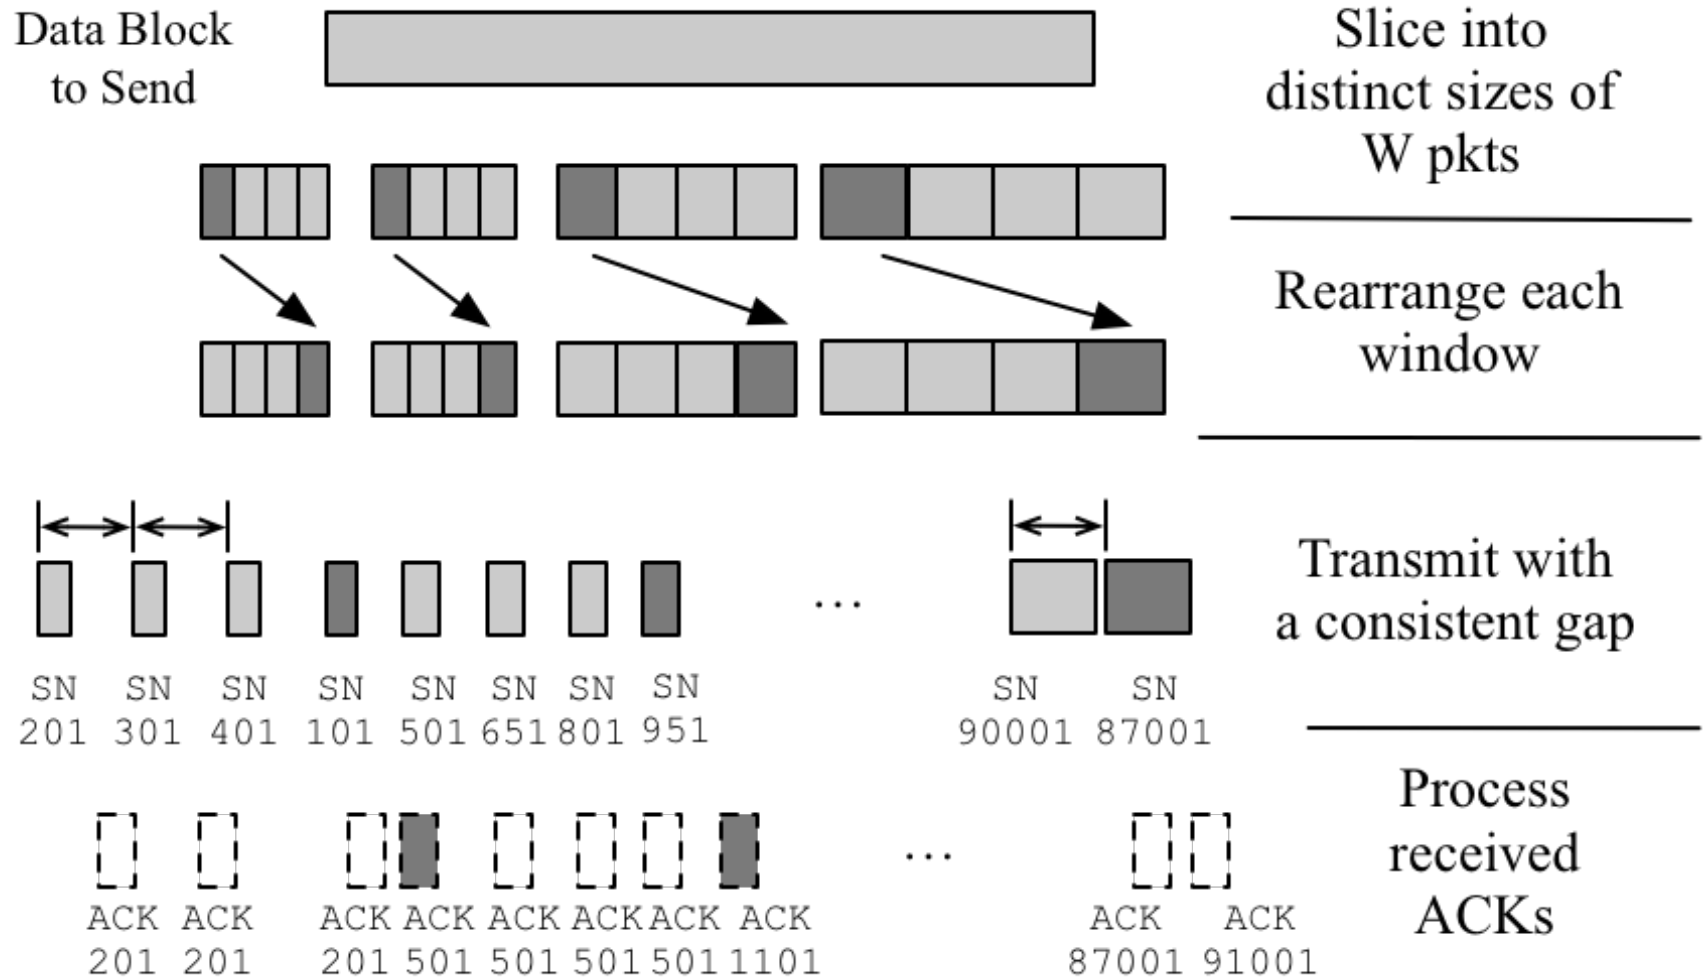 Data Block
to Send
Slice into
distinct sizes of
W pkts
Rearrange each
window
Transmit with
a consistent gap
...
SN SN SN SN SN SN SN SN SN SN
201 301 401 101 501 651 801 951 90001 87001
Process
received
ACKs
...
ACK ACK ACK ACK ACK ACK ACK ACK ACK ACK
201 201 201 501 501 501 501 1101 87001 91001